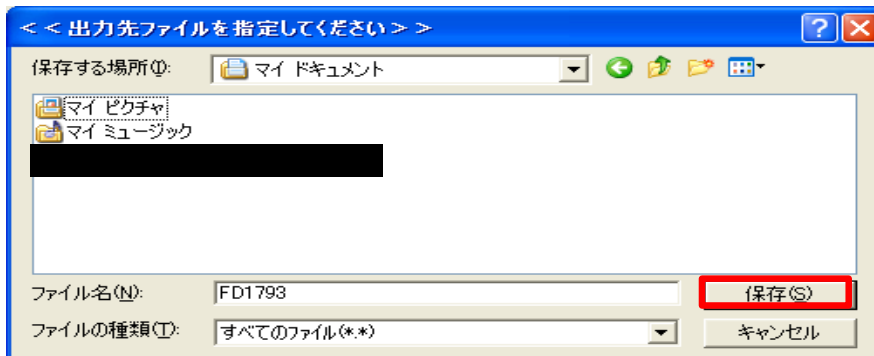 ＜＜出力先ファイルを指定してください＞＞
保存する場所(I): マイ ドキュメント
マイ ピクチャ
マイ ミュージック
ファイル名(N): FD1793 保存(S)
ファイルの種類(T): すべてのファイル(*.*) キャンセル